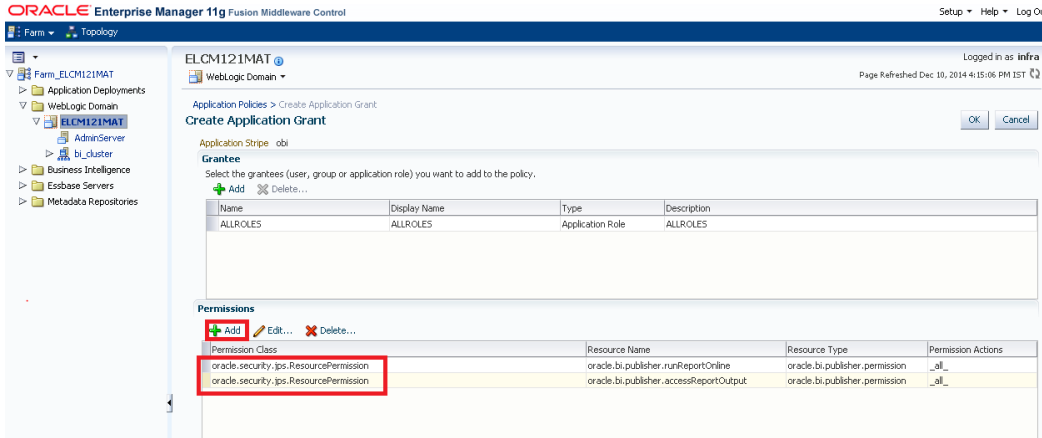 ORACLE Enterprise Manager 11g Fusion Middleware Control
Setup Help Log Ou
Farm Topology
Farm_ELCM121MAT
Application Deployments
WebLogic Domain
ELCM121MAT
AdminServer
bi_cluster
Business Intelligence
Essbase Servers
Metadata Repositories
ELCM121MAT
Logged in as infra
WebLogic Domain
Page Refreshed Dec 10, 2014 4:15:06 PM IST
Application Policies > Create Application Grant
Create Application Grant
OK Cancel
Application Stripe obi
Grantee
Select the grantees (user, group or application role) you want to add to the policy.
Add Delete...
Name Display Name Type Description
ALLROLES ALLROLES Application Role ALLROLES
Permissions
Add Edit... Delete...
Permission Class Resource Name Resource Type Permission Actions
oracle.security.jps.ResourcePermission oracle.bi.publisher.runReportOnline oracle.bi.publisher.permission _all_
oracle.security.jps.ResourcePermission oracle.bi.publisher.accessReportOutput oracle.bi.publisher.permission _all_